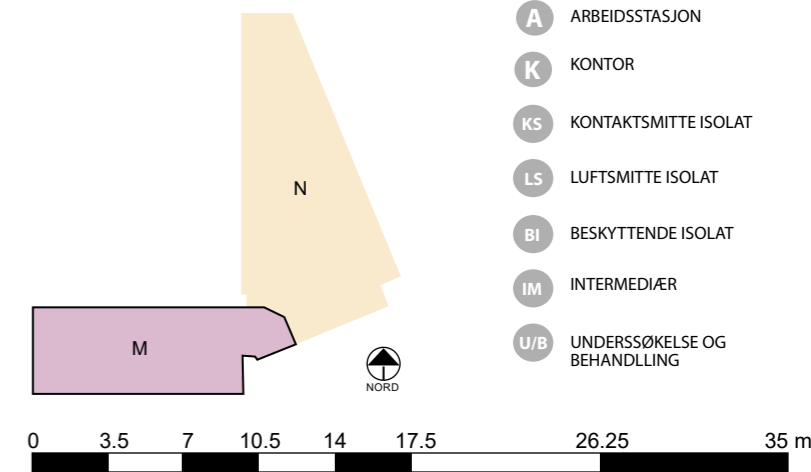 A ARBEIDSSTASJON
K KONTOR
KS KONTAKTSMITTE ISOLAT
LS LUFTSMITTE ISOLAT
BI BESKYTTENDE ISOLAT
IM INTERMEDIÆR
U/B UNDERSSØKELSE OG
BEHANDLLING
N
M
NORD
0 3.5 7 10.5 14 17.5 26.25 35 m